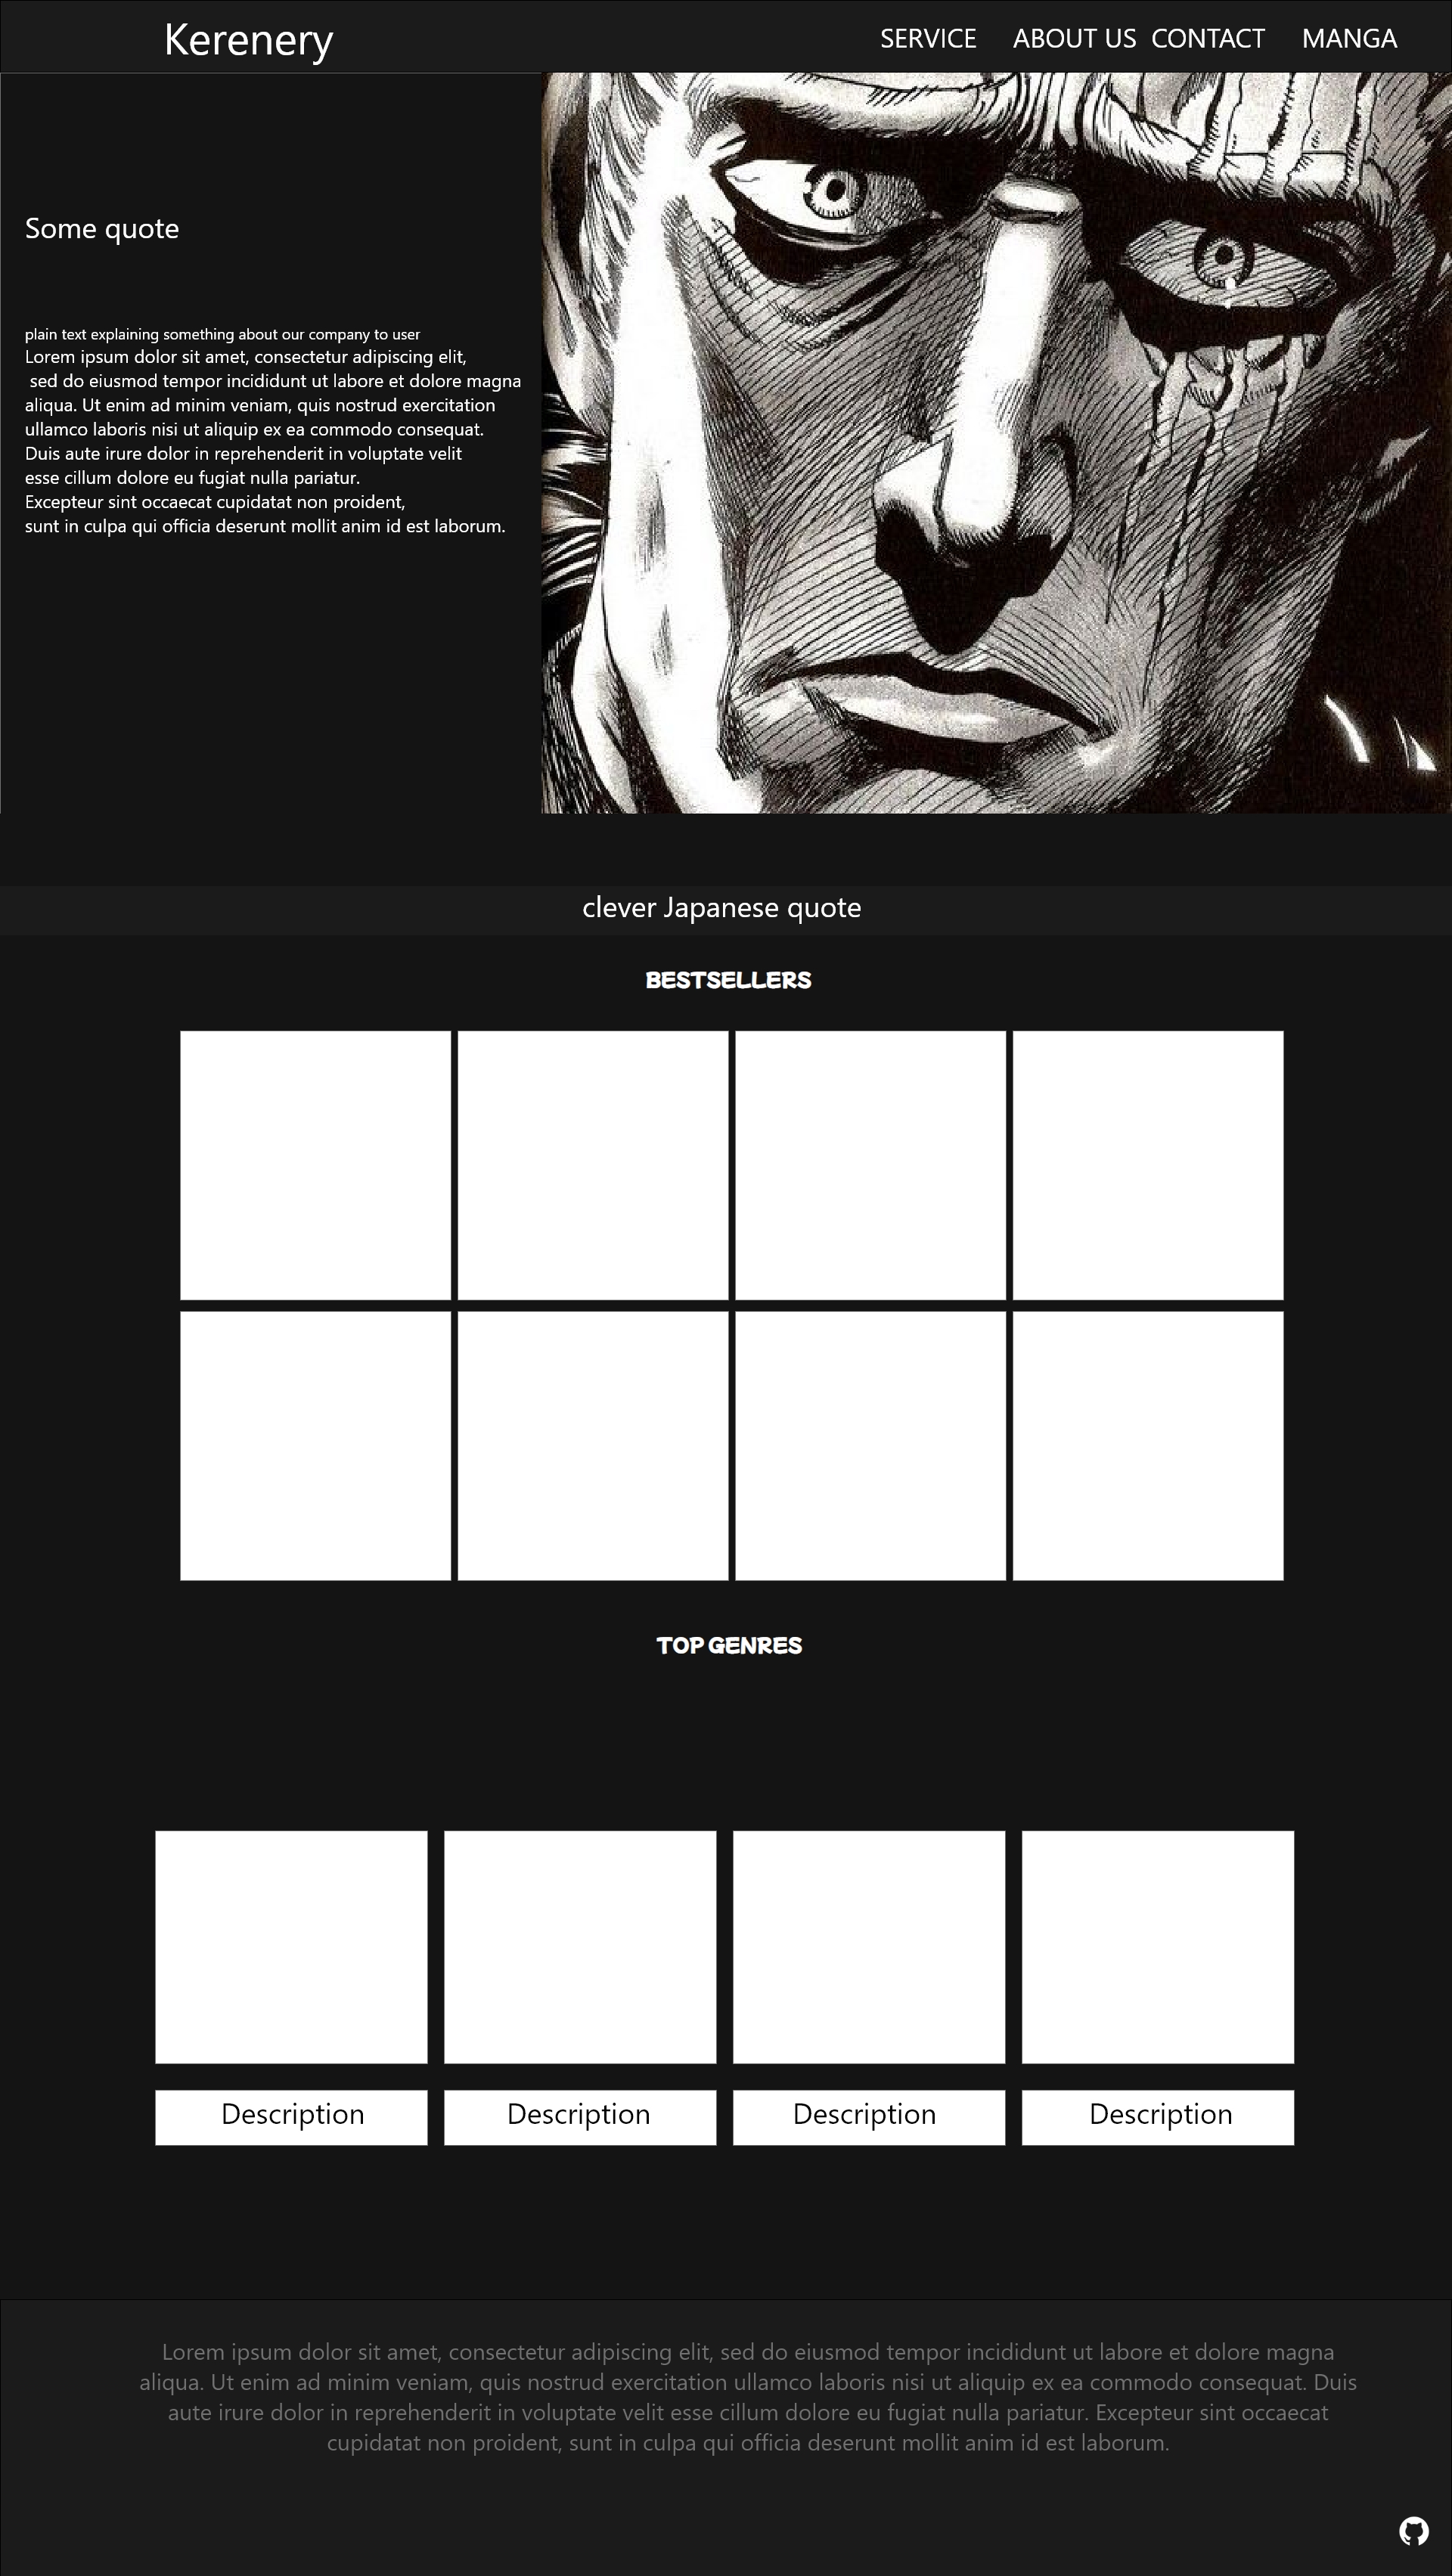 Kerenery
SERVICE ABOUT US CONTACT MANGA
Some quote
plain text explaining something about our company to user
Lorem ipsum dolor sit amet, consectetur adipiscing elit,
sed do eiusmod tempor incididunt ut labore et dolore magna
aliqua. Ut enim ad minim veniam, quis nostrud exercitation
ullamco laboris nisi ut aliquip ex ea commodo consequat.
Duis aute irure dolor in reprehenderit in voluptate velit
esse cillum dolore eu fugiat nulla pariatur.
Excepteur sint occaecat cupidatat non proident,
sunt in culpa qui officia deserunt mollit anim id est laborum.
clever Japanese quote
BESTSELLERS
TOP GENRES
Description
Description
Description
Description
Lorem ipsum dolor sit amet, consectetur adipiscing elit, sed do eiusmod tempor incididunt ut labore et dolore magna
aliqua. Ut enim ad minim veniam, quis nostrud exercitation ullamco laboris nisi ut aliquip ex ea commodo consequat. Duis
aute irure dolor in reprehenderit in voluptate velit esse cillum dolore eu fugiat nulla pariatur. Excepteur sint occaecat
cupidatat non proident, sunt in culpa qui officia deserunt mollit anim id est laborum.